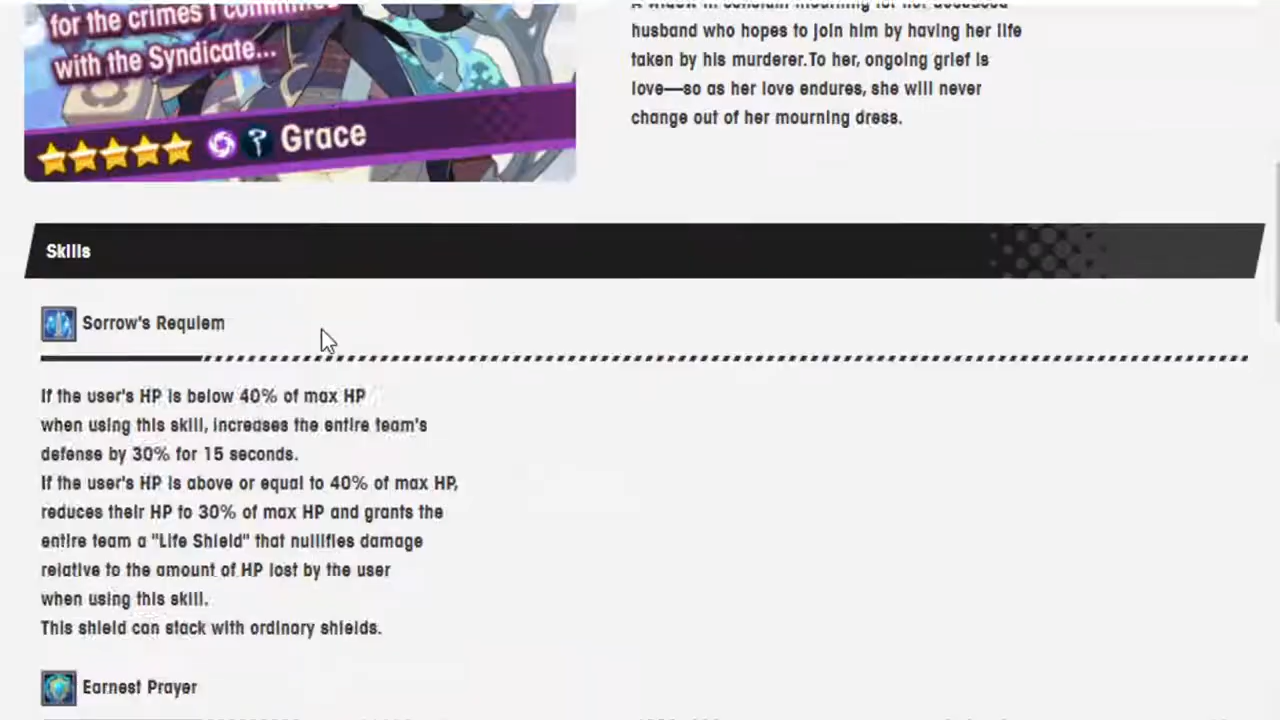 for the crimes I committed
with the Syndicate...
Grace
husband who hopes to join him by having her life
taken by his murderer.To her, ongoing grief is
love—so as her love endures, she will never
change out of her mourning dress.
Skills
Sorrow's Requiem
If the user's HP is below 40% of max HP
when using this skill, increases the entire team's
defense by 30% for 15 seconds.
If the user's HP is above or equal to 40% of max HP,
reduces their HP to 30% of max HP and grants the
entire team a "Life Shield" that nullifies damage
relative to the amount of HP lost by the user
when using this skill.
This shield can stack with ordinary shields.
Earnest Prayer